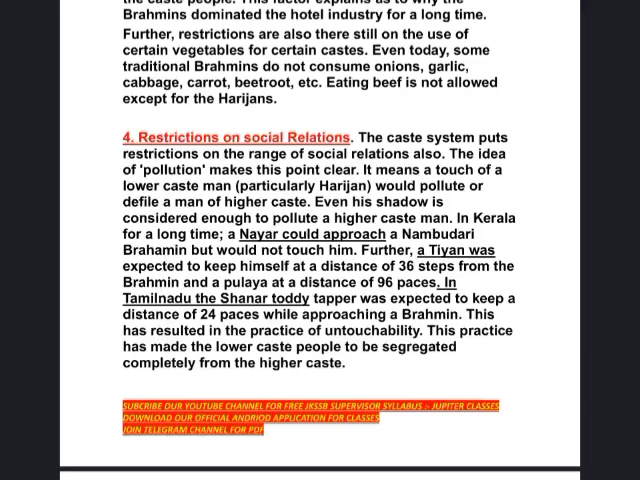 the caste people. This factor explains as to why the
Brahmins dominated the hotel industry for a long time.
Further, restrictions are also there still on the use of
certain vegetables for certain castes. Even today, some
traditional Brahmins do not consume onions, garlic,
cabbage, carrot, beetroot, etc. Eating beef is not allowed
except for the Harijans.
4. Restrictions on social Relations. The caste system puts
restrictions on the range of social relations also. The idea
of 'pollution' makes this point clear. It means a touch of a
lower caste man (particularly Harijan) would pollute or
defile a man of higher caste. Even his shadow is
considered enough to pollute a higher caste man. In Kerala
for a long time; a Nayar could approach a Nambudari
Brahamin but would not touch him. Further, a Tiyan was
expected to keep himself at a distance of 36 steps from the
Brahmin and a pulaya at a distance of 96 paces. In
Tamilnadu the Shanar toddy tapper was expected to keep a
distance of 24 paces while approaching a Brahmin. This
has resulted in the practice of untouchability. This practice
has made the lower caste people to be segregated
completely from the higher caste.
SUBCRIBE OUR YOUTUBE CHANNEL FOR FREE JKSSB SUPERVISOR SYLLABUS :- JUPITER CLASSES
DOWNLOAD OUR OFFICIAL ANDRIOD APPLICATION FOR CLASSES
JOIN TELEGRAM CHANNEL FOR PDF